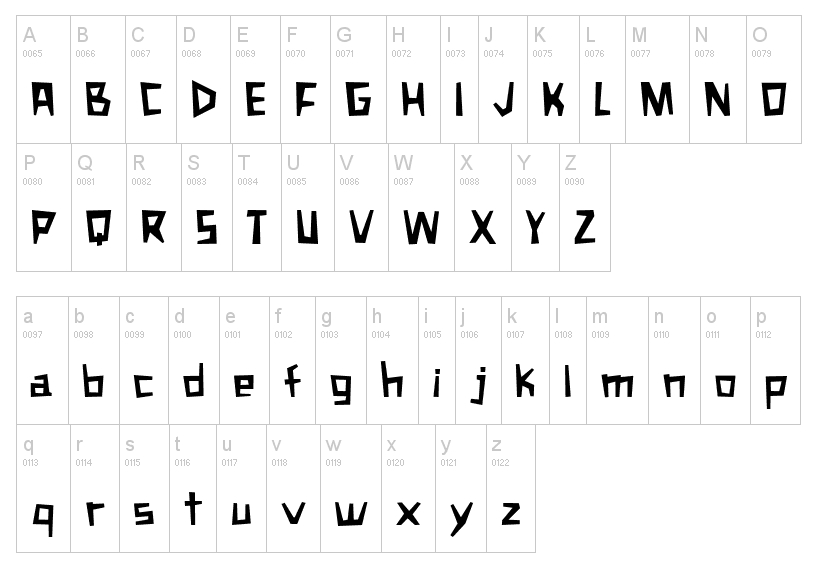 A B C D E F G H I J K L M N O
0065 0066 0067 0068 0069 0070 0071 0072 0073 0074 0075 0076 0077 0078 0079
A B C D E F G H I J K L M N O
P Q R S T U V W X Y Z
0080 0081 0082 0083 0084 0085 0086 0087 0088 0089 0090
P Q R S T U V W X Y Z
a b c d e f g h i j k l m n o p
0097 0098 0099 0100 0101 0102 0103 0104 0105 0106 0107 0108 0109 0110 0111 0112
a b c d e f g h i j k l m n o p
q r s t u v w x y z
0113 0114 0115 0116 0117 0118 0119 0120 0121 0122
q r s t u v w x y z